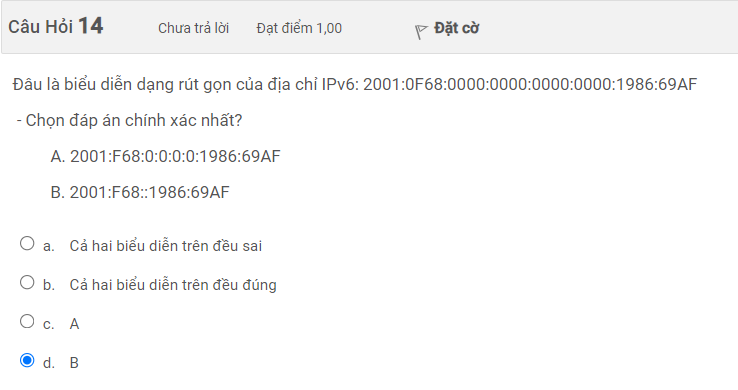 Câu Hỏi 14 Chưa trả lời Đạt điểm 1,00 Đặt cờ
Đâu là biểu diễn dạng rút gọn của địa chỉ IPv6: 2001:0F68:0000:0000:0000:0000:1986:69AF
- Chọn đáp án chính xác nhất?
A. 2001:F68:0:0:0:0:1986:69AF
B. 2001:F68::1986:69AF
a. Cả hai biểu diễn trên đều sai
b. Cả hai biểu diễn trên đều đúng
c. A
d. B